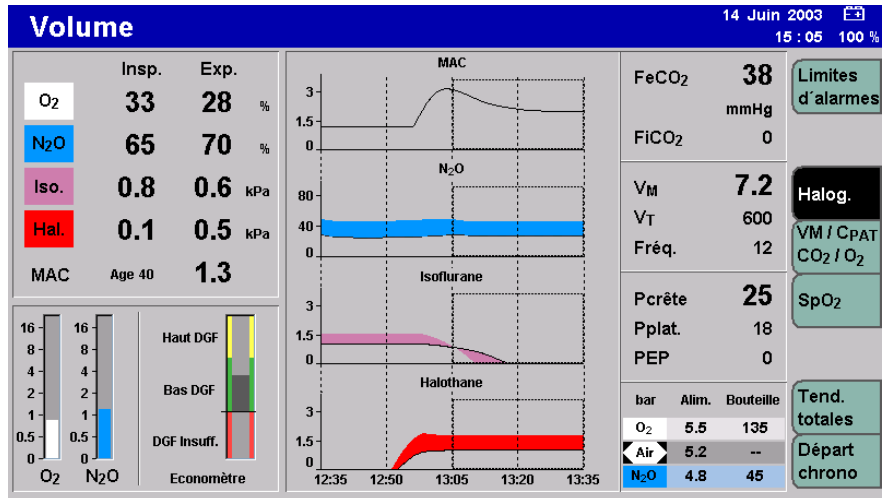 Volume
14 Juin 2003
15 : 05 100 %
Insp. Exp.
O2 33 28 %
N2O 65 70 %
Iso. 0.8 0.6 kPa
Hal. 0.1 0.5 kPa
MAC Age 40 1.3
16 16
8 8
4 4
2 2
1 1
0.5 0.5
0 0
O2 N2O
Haut DGF
Bas DGF
DGF Insuff.
Economètre
MAC
3
1.5
0
N2O
80
40
0
Isoflurane
3
1.5
0
Halothane
3
1.5
0
12:35 12:50 13:05 13:20 13:35
FeCO2 38
mmHg
FiCO2 0
VM 7.2
VT 600
Fréq. 12
Pcrête 25
Pplat. 18
PEP 0
bar Alim. Bouteille
O2 5.5 135
Air 5.2 --
N2O 4.8 45
Limites
d´alarmes
Halog.
VM / CPAT
CO2 / O2
SpO2
Tend.
totales
Départ
chrono